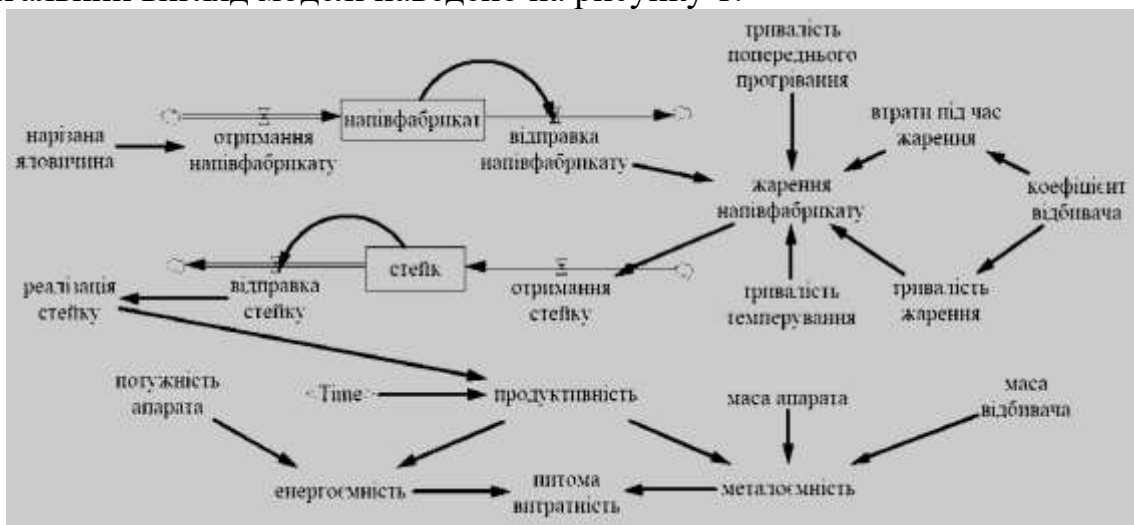 тривалість
попереднього
прогрівання
напівфабрикат
втрати під час
жарення
нарізана
яловичина
отримання
напівфабрикату
відправка
напівфабрикату
жарення
напівфабрикату
коефіцієнт
відбивача
стейк
реалізація
стейку
відправка
стейку
отримання
стейку
тривалість
темперування
тривалість
жарення
потужність
апарата
<Time>
продуктивність
маса апарата
маса
відбивача
енергоємність
питома
витратність
металоємність